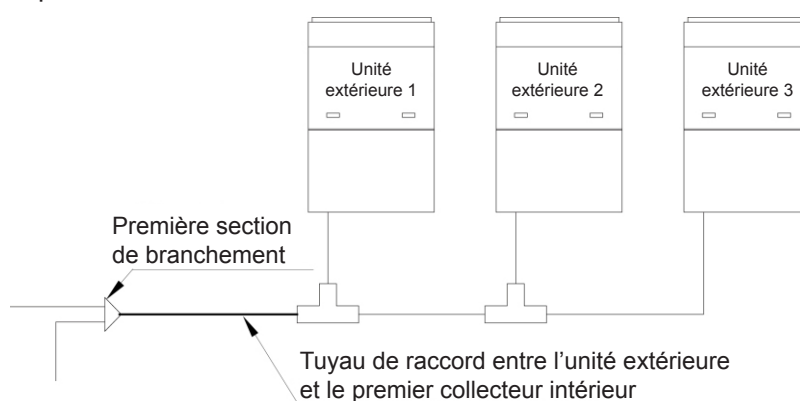 Unité
extérieure 1
Unité
extérieure 2
Unité
extérieure 3
Première section
de branchement
Tuyau de raccord entre l'unité extérieure
et le premier collecteur intérieur